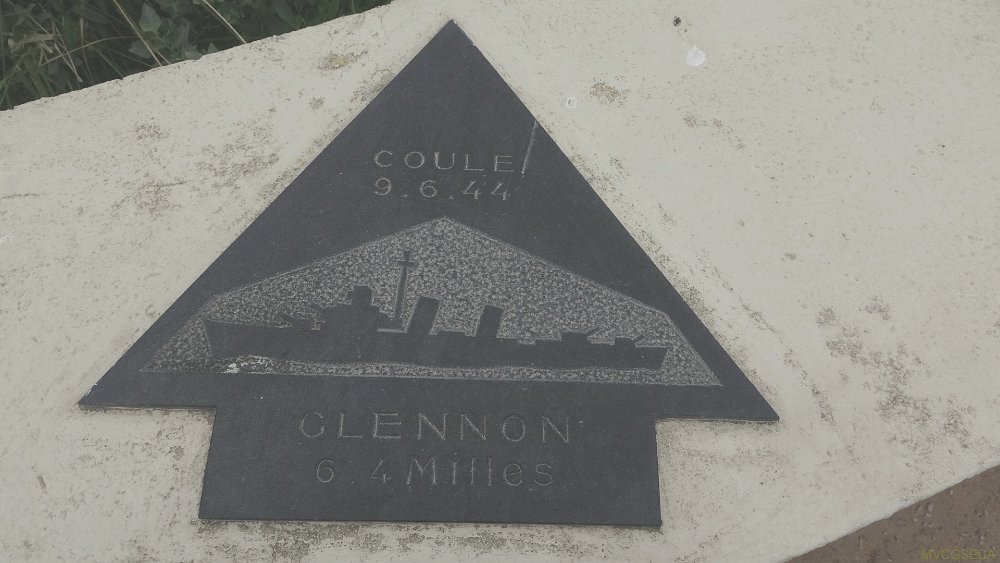 COULE
9.6.44
GLENNON
6.4 Milles
MVCGSEGA